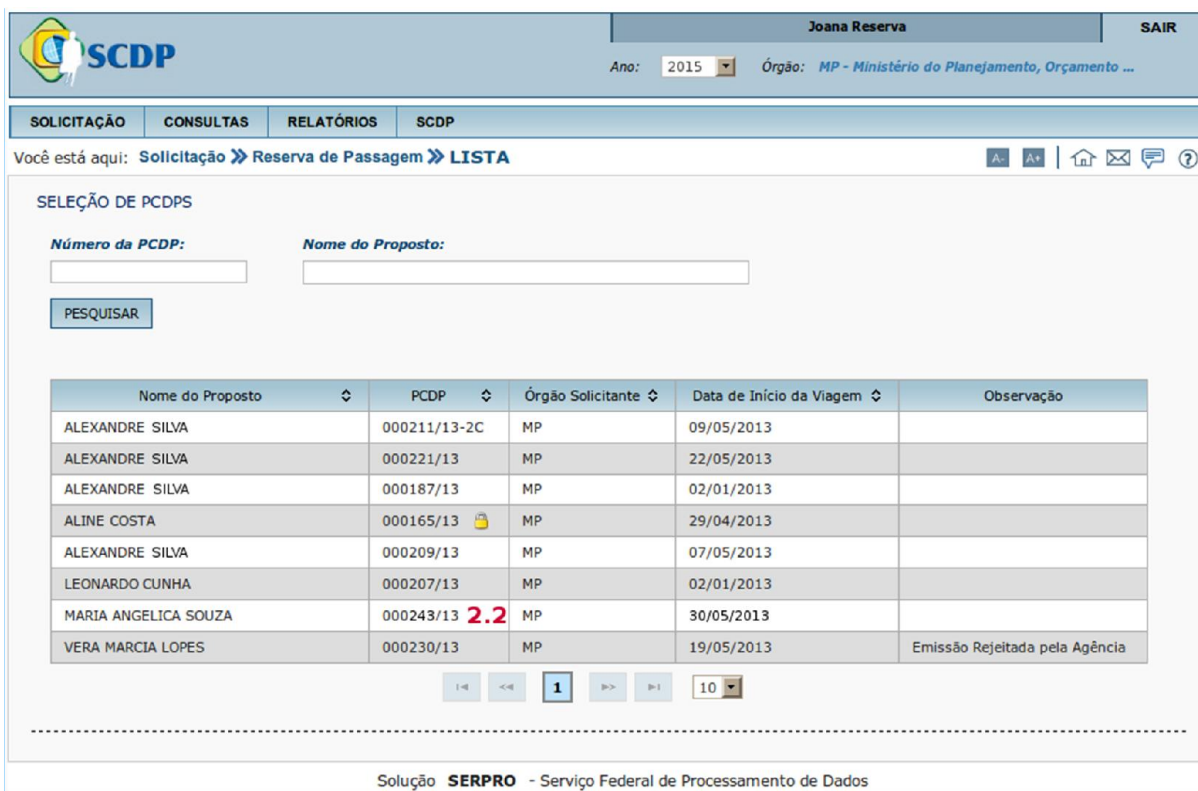 SCDP
Joana Reserva SAIR
Ano: 2015 Órgão: MP - Ministério do Planejamento, Orçamento ...
SOLICITAÇÃO CONSULTAS RELATÓRIOS SCDP
Você está aqui: Solicitação >> Reserva de Passagem >> LISTA A- A+ ?
SELEÇÃO DE PCDPS
Número da PCDP: Nome do Proposto:
PESQUISAR
Nome do Proposto PCDP Órgão Solicitante Data de Início da Viagem Observação
ALEXANDRE SILVA 000211/13-2C MP 09/05/2013
ALEXANDRE SILVA 000221/13 MP 22/05/2013
ALEXANDRE SILVA 000187/13 MP 02/01/2013
ALINE COSTA 000165/13 MP 29/04/2013
ALEXANDRE SILVA 000209/13 MP 07/05/2013
LEONARDO CUNHA 000207/13 MP 02/01/2013
MARIA ANGELICA SOUZA 000243/13 2.2 MP 30/05/2013
VERA MARCIA LOPES 000230/13 MP 19/05/2013 Emissão Rejeitada pela Agência
1 10
Solução SERPRO - Serviço Federal de Processamento de Dados